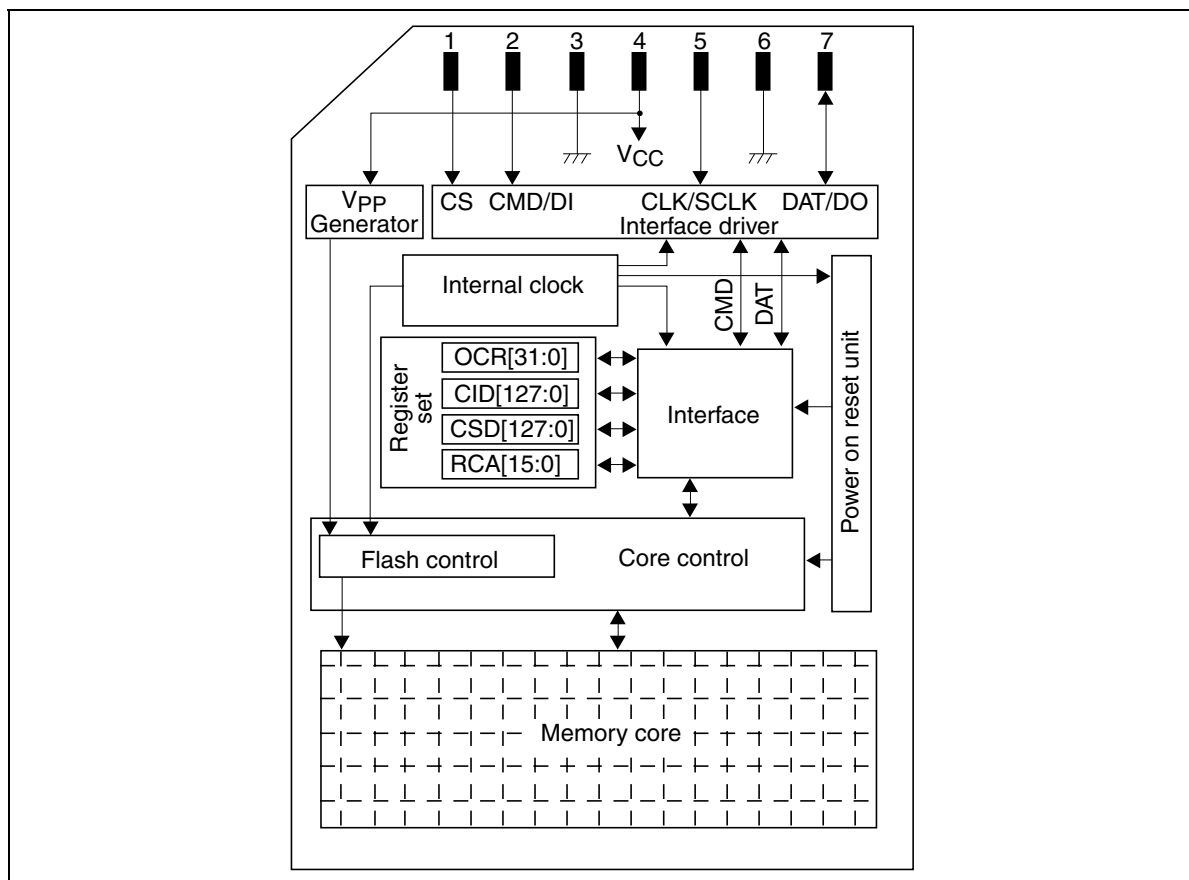 1 2 3 4 5 6 7
VCC
VPP
Generator
CS CMD/DI CLK/SCLK DAT/DO
Interface driver
Internal clock
CMD
DAT
Register
set
OCR[31:0]
CID[127:0]
CSD[127:0]
RCA[15:0]
Interface
Power on reset unit
Flash control
Core control
Memory core